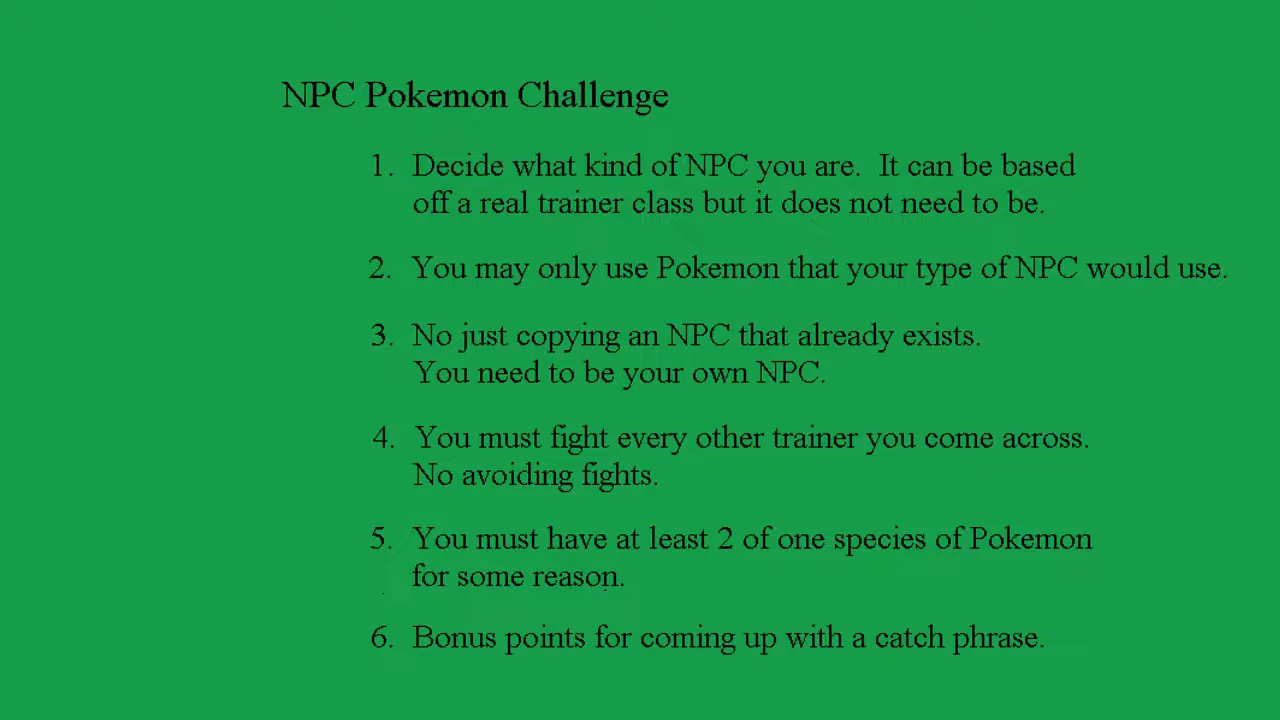 NPC Pokemon Challenge
1. Decide what kind of NPC you are. It can be based
off a real trainer class but it does not need to be.
2. You may only use Pokemon that your type of NPC would use.
3. No just copying an NPC that already exists.
You need to be your own NPC.
4. You must fight every other trainer you come across.
No avoiding fights.
5. You must have at least 2 of one species of Pokemon
for some reason.
6. Bonus points for coming up with a catch phrase.